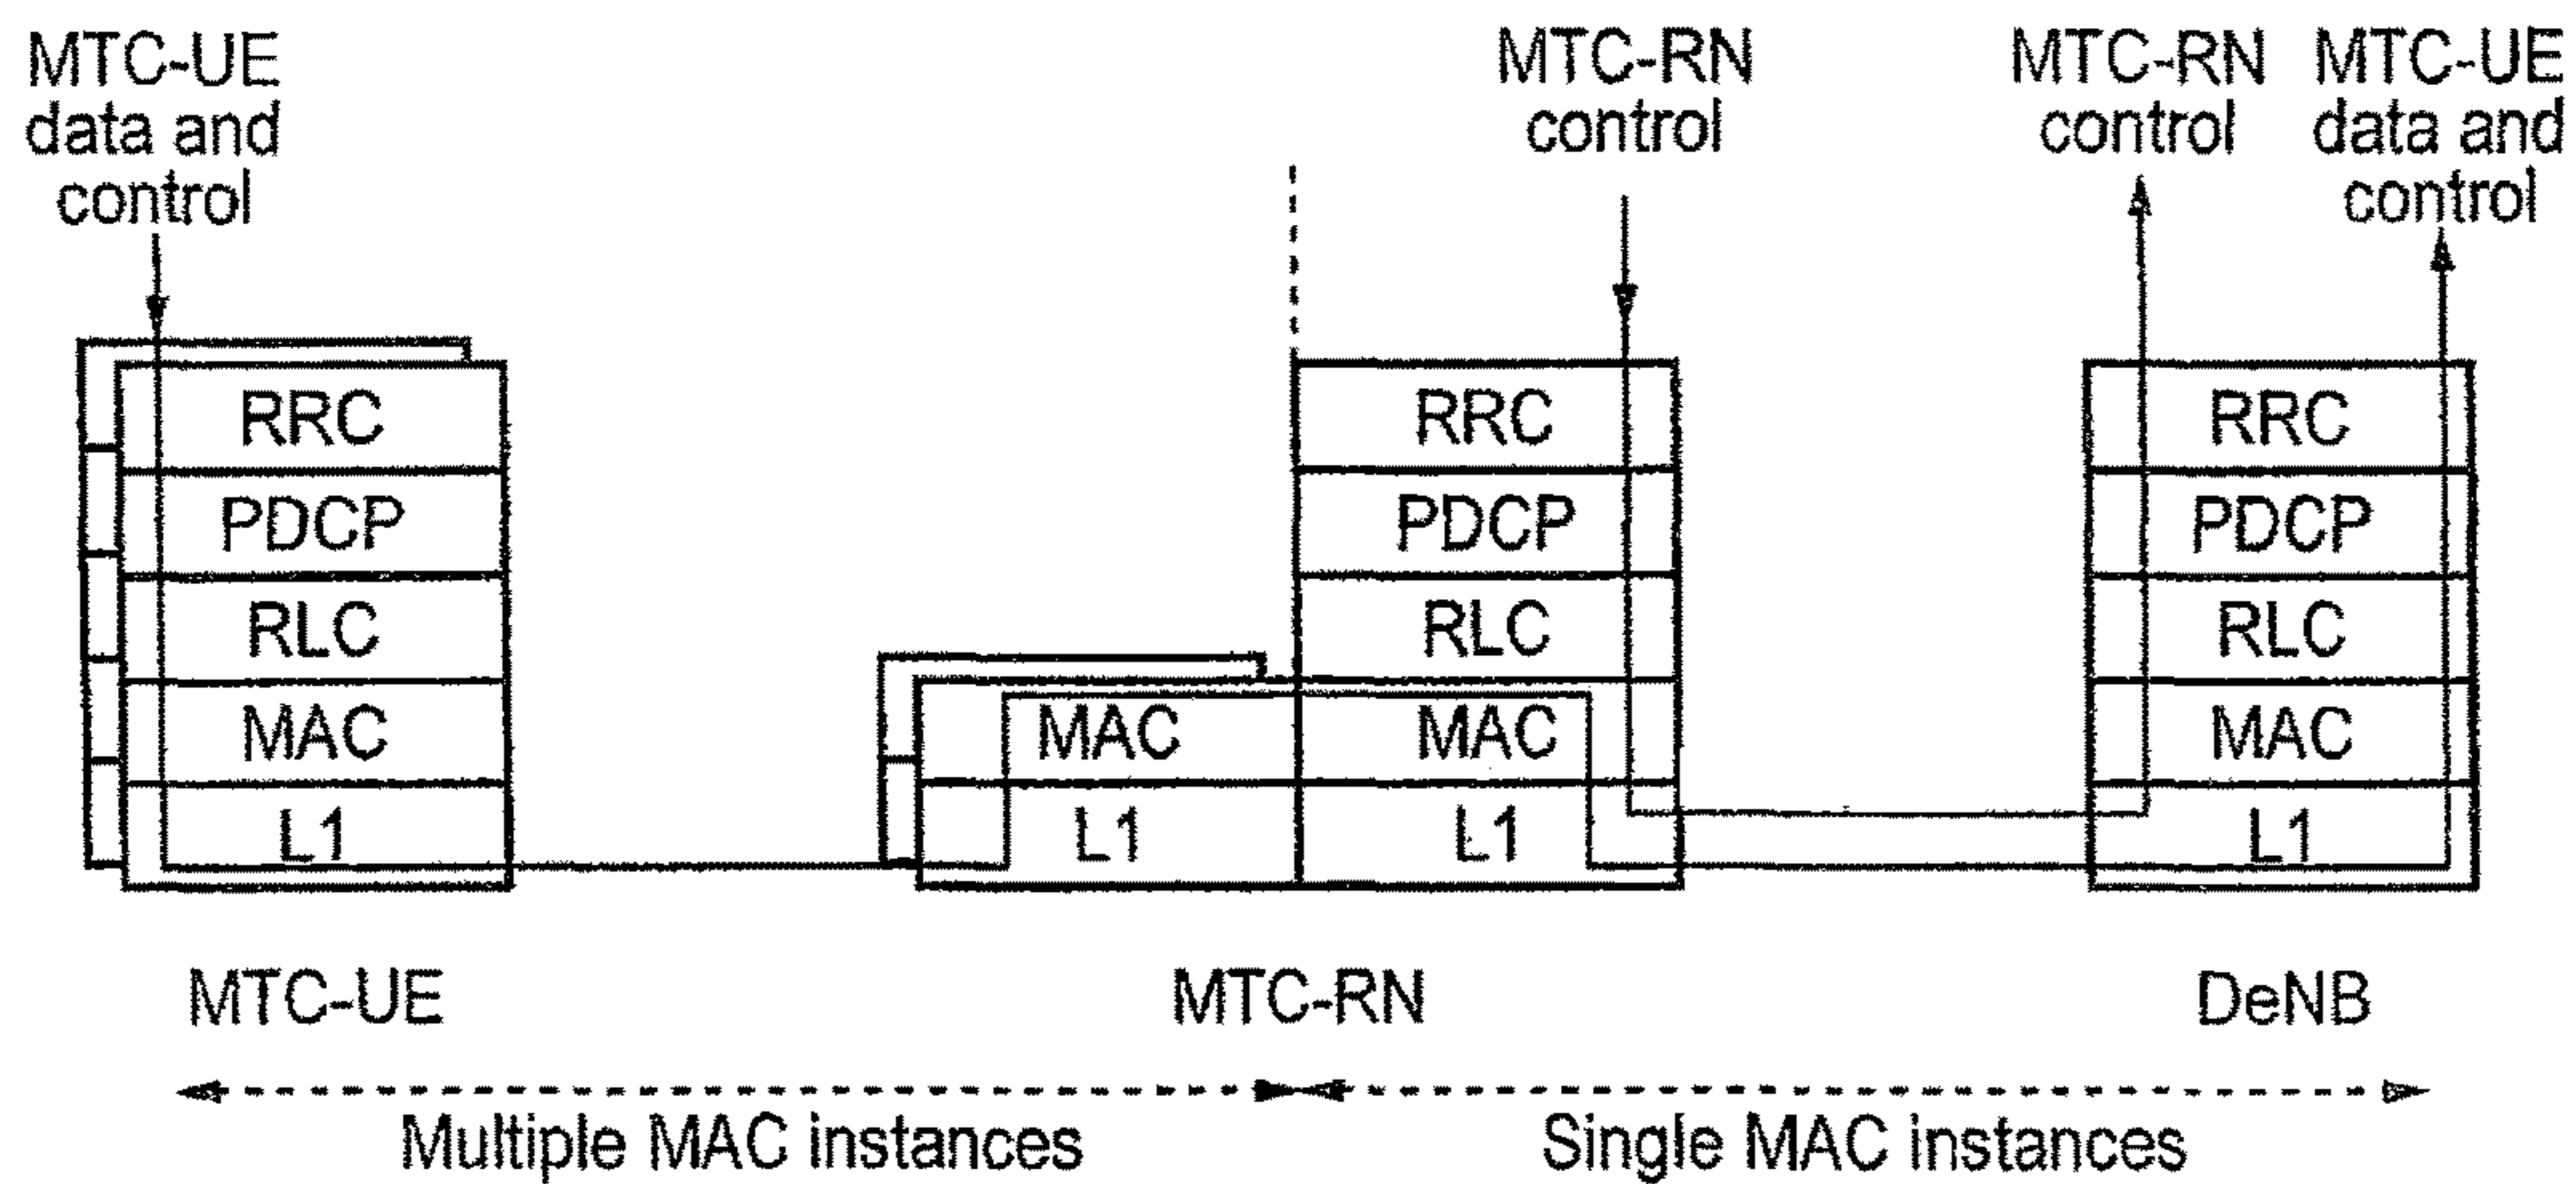 MTC-UE
data and
control
MTC-RN
control
MTC-RN
control
MTC-UE
data and
control
RRC
PDCP
RLC
MAC
L1
MAC
L1
RRC
PDCP
RLC
MAC
L1
RRC
PDCP
RLC
MAC
L1
MTC-UE
MTC-RN
DeNB
Multiple MAC instances
Single MAC instances